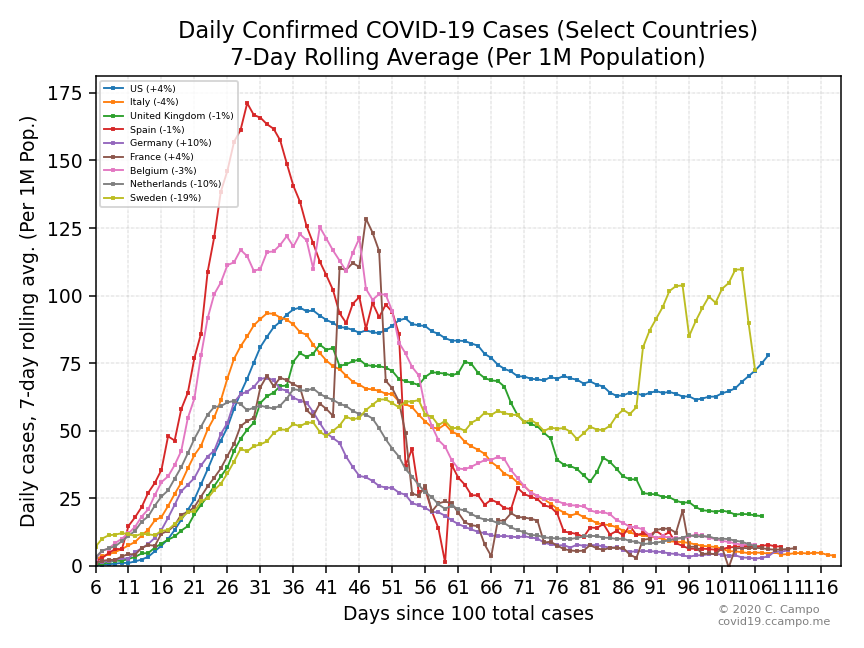 Daily Confirmed COVID-19 Cases (Select Countries)
7-Day Rolling Average (Per 1M Population)
Daily cases, 7-day rolling avg. (Per 1M Pop.)
175
150
125
100
75
50
25
0
US (+4%)
Italy (-4%)
United Kingdom (-1%)
Spain (-1%)
Germany (+10%)
France (+4%)
Belgium (-3%)
Netherlands (-10%)
Sweden (-19%)
6 11 16 21 26 31 36 41 46 51 56 61 66 71 76 81 86 91 96 101 106 111 116
Days since 100 total cases
© 2020 C. Campo
covid19.ccampo.me